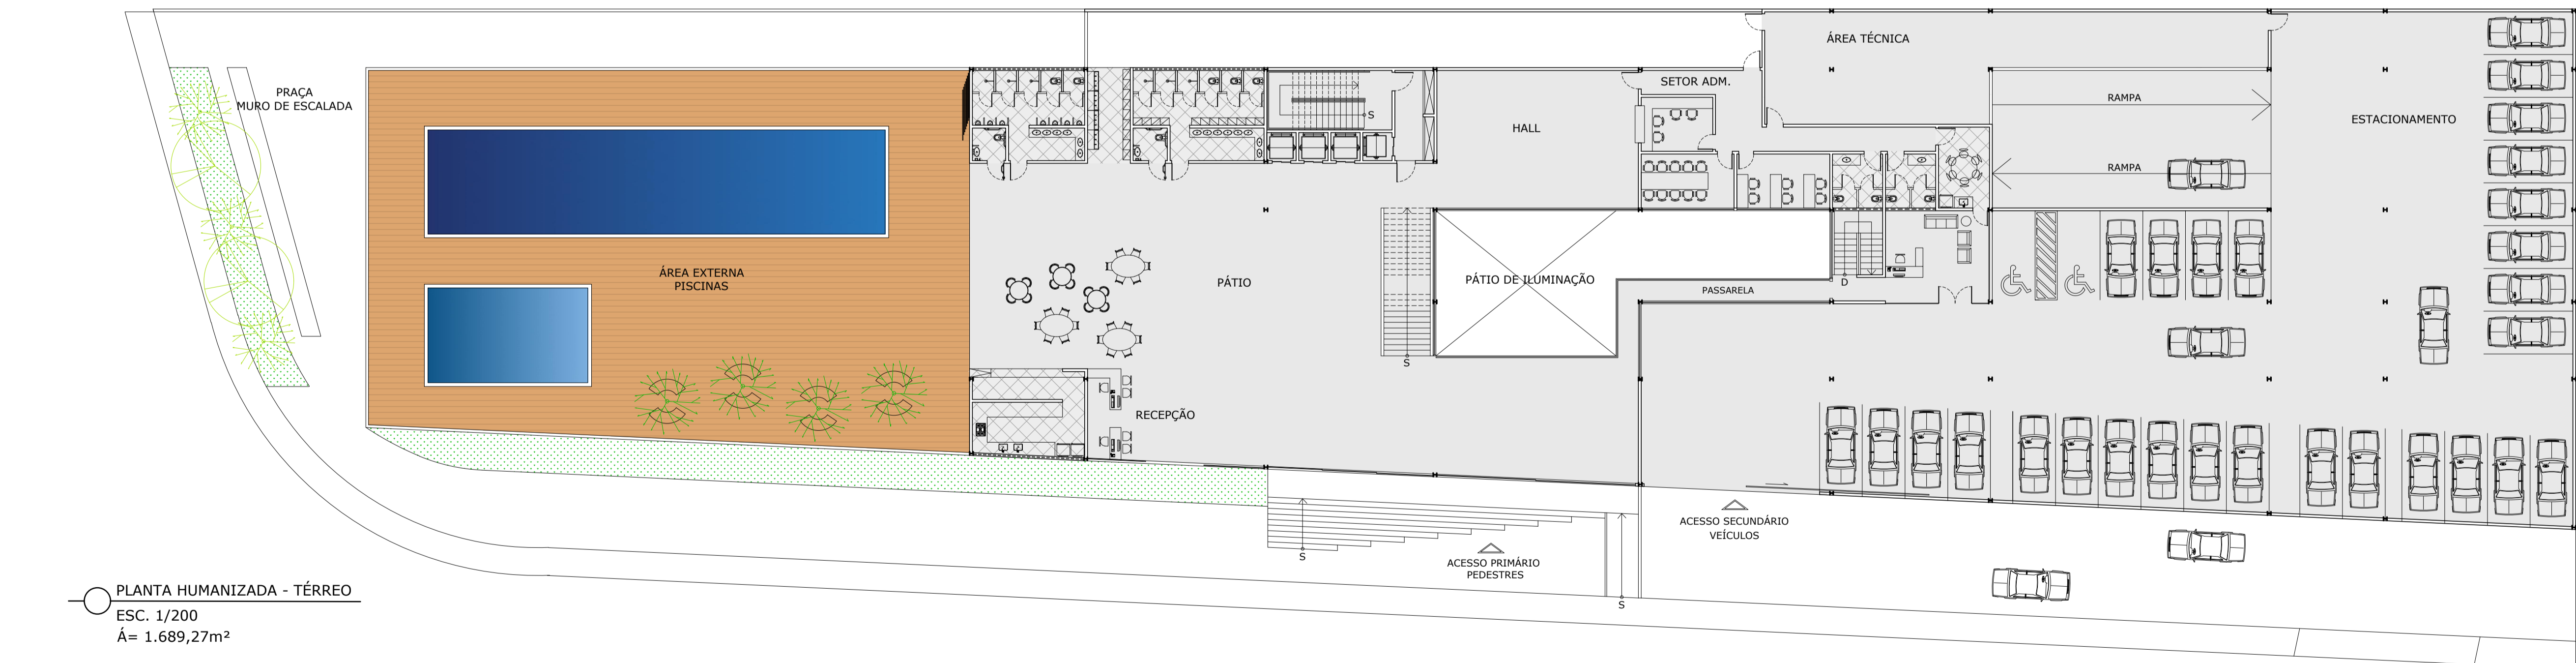 ÁREA TÉCNICA
PRAÇA
MURO DE ESCALADA
SETOR ADM.
RAMPA
S
HALL
ESTACIONAMENTO
RAMPA
ÁREA EXTERNA
PISCINAS
PÁTIO
PÁTIO DE ILUMINAÇÃO
D
PASSARELA
S
RECEPÇÃO
ACESSO SECUNDÁRIO
VEÍCULOS
S
ACESSO PRIMÁRIO
PEDESTRES
S
PLANTA HUMANIZADA - TÉRREO
ESC. 1/200
Á= 1.689,27m²